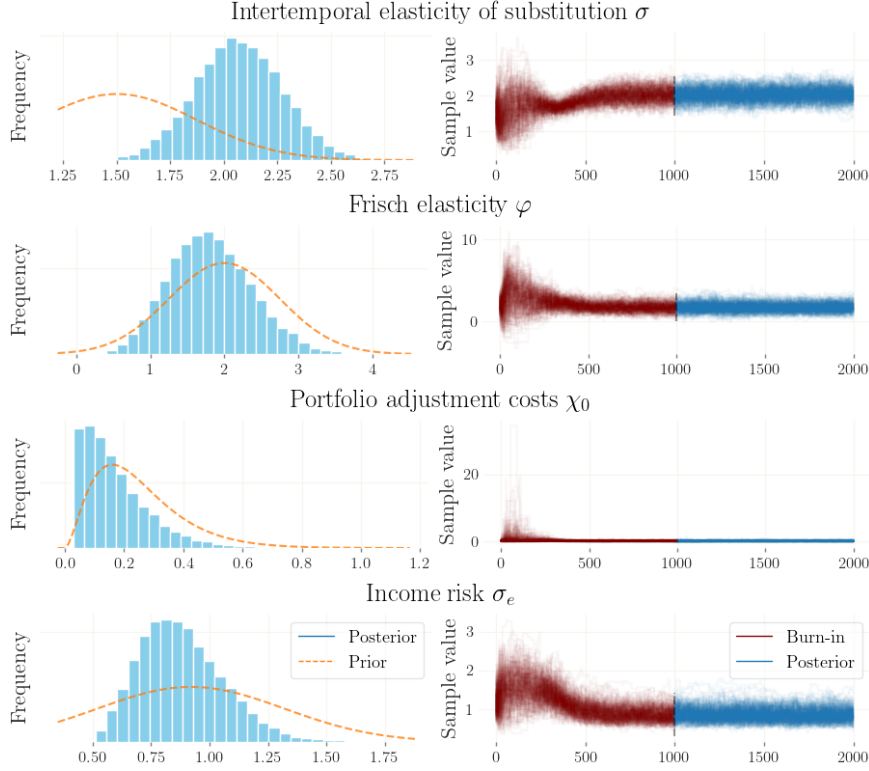 Intertemporal elasticity of substitution σ
Frequency
1.25 1.50 1.75 2.00 2.25 2.50 2.75
Sample value
3
2
1
0 500 1000 1500 2000
Frisch elasticity φ
Frequency
0 1 2 3 4
Sample value
10
0
0 500 1000 1500 2000
Portfolio adjustment costs χ₀
Frequency
0.0 0.2 0.4 0.6 0.8 1.0 1.2
Sample value
20
0
0 500 1000 1500 2000
Income risk σₑ
Frequency
Posterior
Prior
0.50 0.75 1.00 1.25 1.50 1.75
Sample value
3
2
1
Burn-in
Posterior
0 500 1000 1500 2000